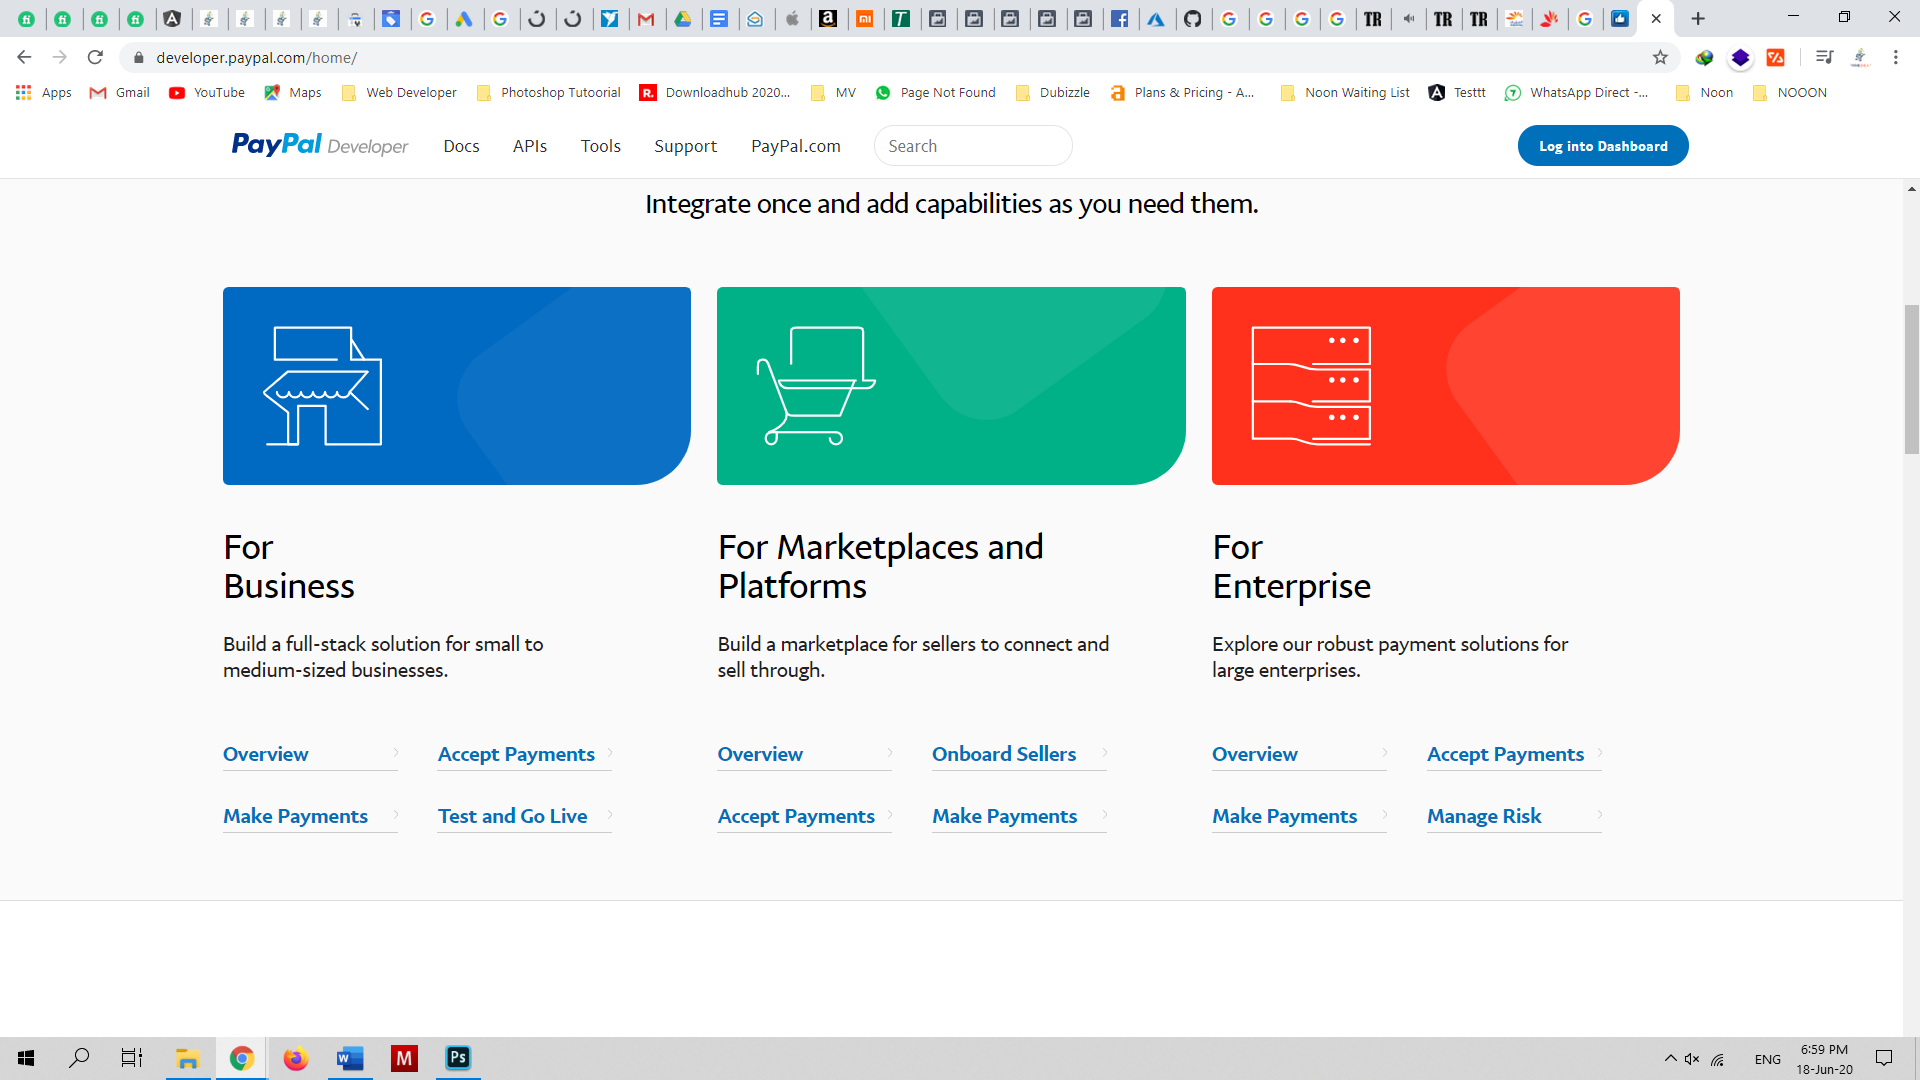 developer.paypal.com/home/
Apps Gmail YouTube Maps Web Developer Photoshop Tutoorial Downloadhub 2020... MV Page Not Found Dubizzle Plans & Pricing - A... Noon Waiting List Testtt WhatsApp Direct -... Noon NOOON
PayPal Developer Docs APIs Tools Support PayPal.com Search Log into Dashboard
Integrate once and add capabilities as you need them.
For
Business
Build a full-stack solution for small to
medium-sized businesses.
Overview Accept Payments
Make Payments Test and Go Live
For Marketplaces and
Platforms
Build a marketplace for sellers to connect and
sell through.
Overview Onboard Sellers
Accept Payments Make Payments
For
Enterprise
Explore our robust payment solutions for
large enterprises.
Overview Accept Payments
Make Payments Manage Risk
ENG
6:59 PM
18-Jun-20